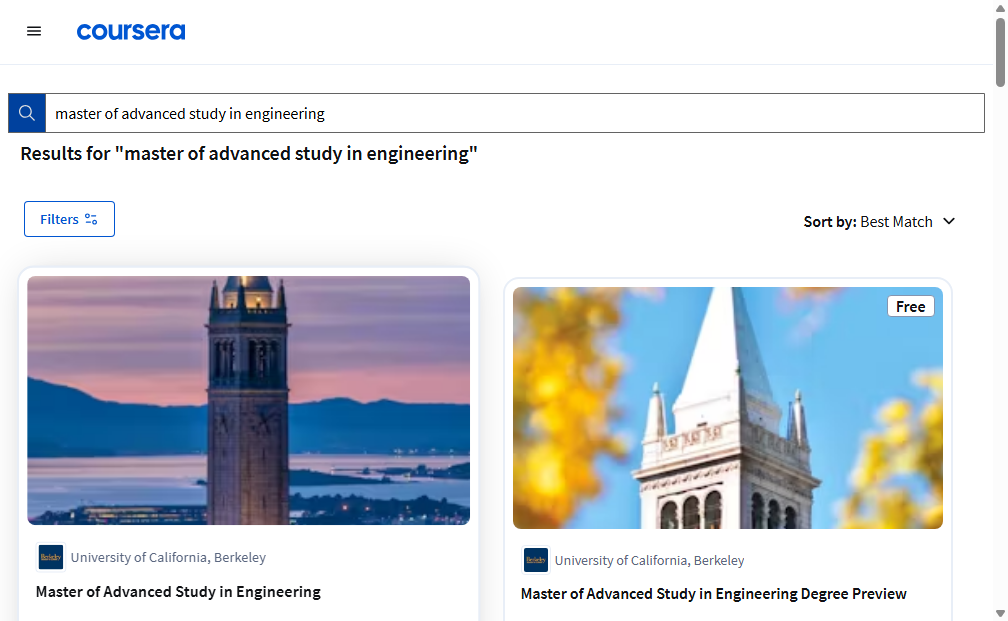 coursera
master of advanced study in engineering
Results for "master of advanced study in engineering"
Filters
Sort by: Best Match
Free
Berkeley
University of California, Berkeley
Master of Advanced Study in Engineering
Berkeley
University of California, Berkeley
Master of Advanced Study in Engineering Degree Preview